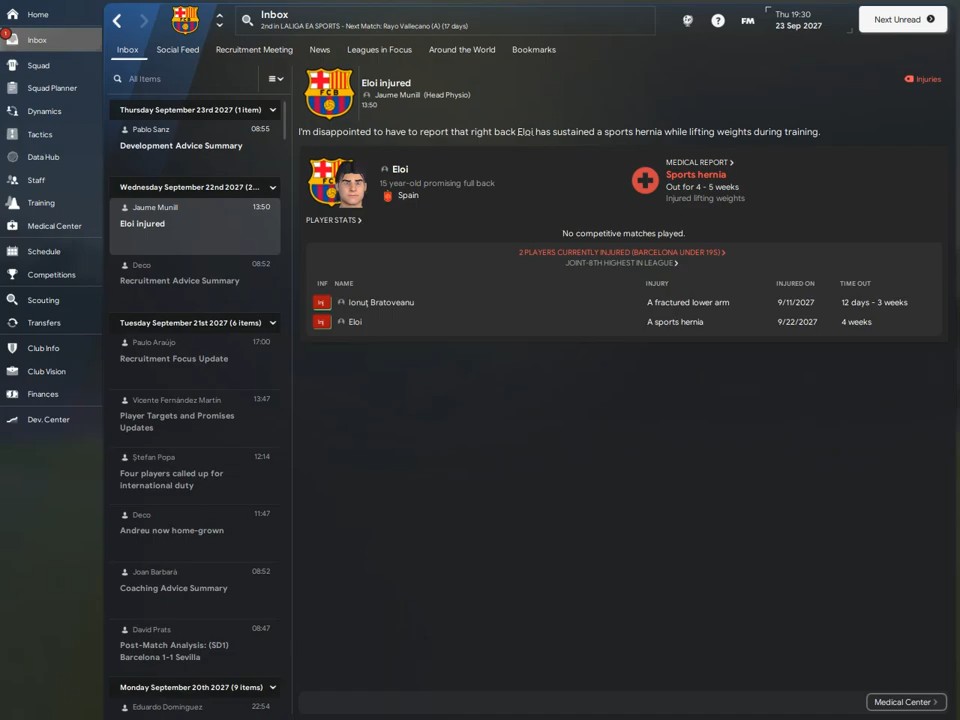 Home
1
Inbox
Squad
Squad Planner
Dynamics
Tactics
Data Hub
Staff
Training
Medical Center
Schedule
Competitions
Scouting
Transfers
Club Info
Club Vision
Finances
Dev. Center
Inbox
2nd in LALIGA EA SPORTS - Next Match: Rayo Vallecano (A) (17 days)
?
FM
Thu 19:30
23 Sep 2027
Next Unread
Inbox
Social Feed
Recruitment Meeting
News
Leagues in Focus
Around the World
Bookmarks
All Items
Thursday September 23rd 2027 (1 item)
Pablo Sanz 08:55
Development Advice Summary
Wednesday September 22nd 2027 (2...
Jaume Munill 13:50
Eloi injured
Deco 08:52
Recruitment Advice Summary
Tuesday September 21st 2027 (6 items)
Paulo Araújo 17:00
Recruitment Focus Update
Vicente Fernández Martín 13:47
Player Targets and Promises
Updates
Ștefan Popa 12:14
Four players called up for
international duty
Deco 11:47
Andreu now home-grown
Joan Barbará 08:52
Coaching Advice Summary
David Prats 08:47
Post-Match Analysis: (SD1)
Barcelona 1-1 Sevilla
Monday September 20th 2027 (9 items)
Eduardo Domínguez 22:54
FCB
Eloi injured
Jaume Munill (Head Physio)
13:50
Injuries
I'm disappointed to have to report that right back Eloi has sustained a sports hernia while lifting weights during training.
Eloi
15 year-old promising full back
Spain
PLAYER STATS
MEDICAL REPORT
Sports hernia
Out for 4 - 5 weeks
Injured lifting weights
No competitive matches played.
2 PLAYERS CURRENTLY INJURED (BARCELONA UNDER 19S)
JOINT-8TH HIGHEST IN LEAGUE
INF NAME INJURY INJURED ON TIME OUT
Inj Ionuț Bratoveanu A fractured lower arm 9/11/2027 12 days - 3 weeks
Inj Eloi A sports hernia 9/22/2027 4 weeks
Medical Center